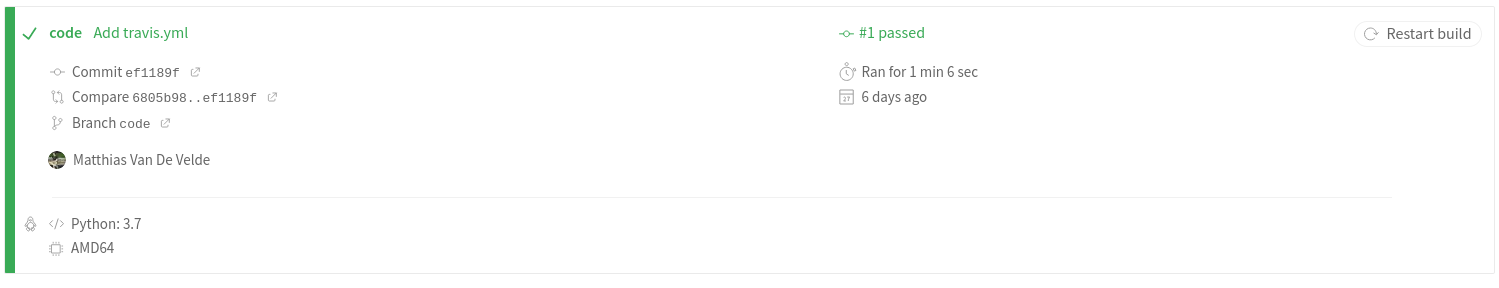 code Add travis.yml
#1 passed
Restart build
Commit ef1189f
Ran for 1 min 6 sec
Compare 6805b98..ef1189f
27
6 days ago
Branch code
Matthias Van De Velde
</> Python: 3.7
AMD64